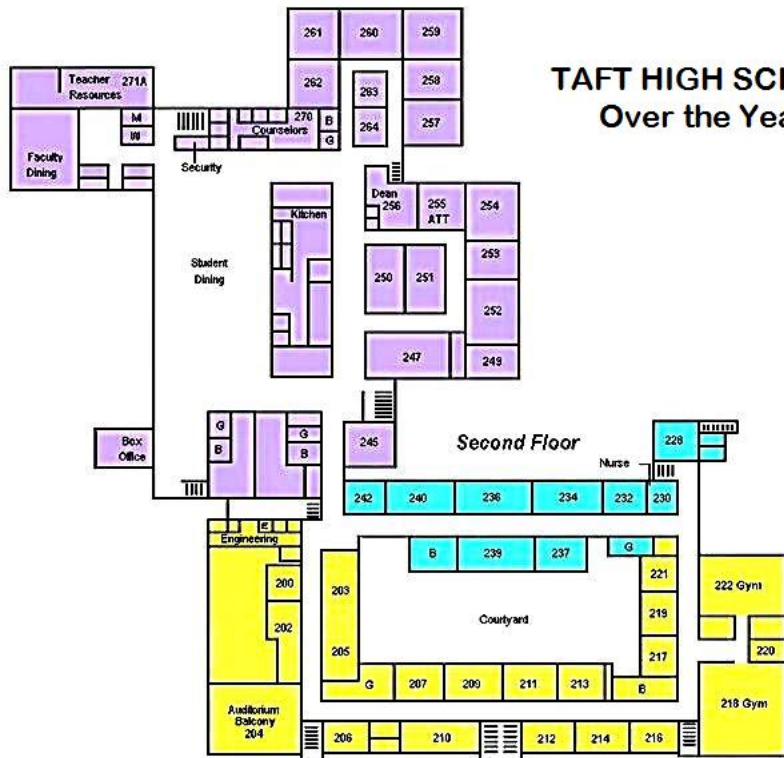 TAFT HIGH SCH
Over the Yea
261
260
259
262
263
258
264
257
Teacher
Resources
271A
M
W
270
Counselors
B
G
Faculty
Dining
Security
Dean
256
255
ATT
254
Kitchen
Student
Dining
250
251
253
252
247
249
G
B
G
B
Box
Office
245
Second Floor
228
Nurse
242
240
236
234
232
230
E
Engineering
B
239
237
G
200
202
203
205
Courtyard
221
219
217
222 Gym
220
218 Gym
G
207
209
211
213
B
Auditorium
Balcony
204
206
210
212
214
216